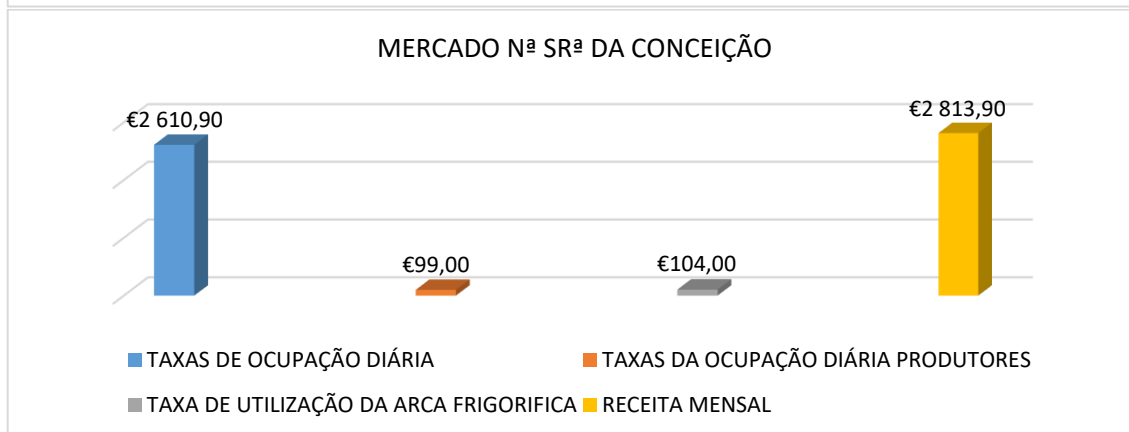 MERCADO Nª SRª DA CONCEIÇÃO
€2 610,90
€99,00
€104,00
€2 813,90
TAXAS DE OCUPAÇÃO DIÁRIA
TAXAS DA OCUPAÇÃO DIÁRIA PRODUTORES
TAXA DE UTILIZAÇÃO DA ARCA FRIGORIFICA
RECEITA MENSAL